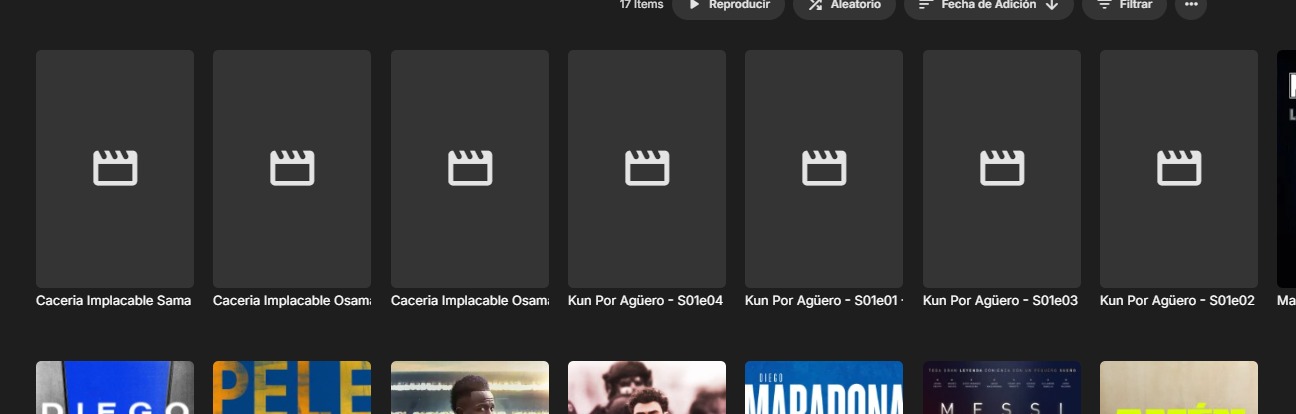 17 Items
Reproducir
Aleatorio
Fecha de Adición
Filtrar
Caceria Implacable Sama
Caceria Implacable Osam
Caceria Implacable Osam
Kun Por Agüero - S01e04
Kun Por Agüero - S01e01
Kun Por Agüero - S01e03
Kun Por Agüero - S01e02
Ma
DIEGO
PELE
DIEGO
MARADONA
MESSI